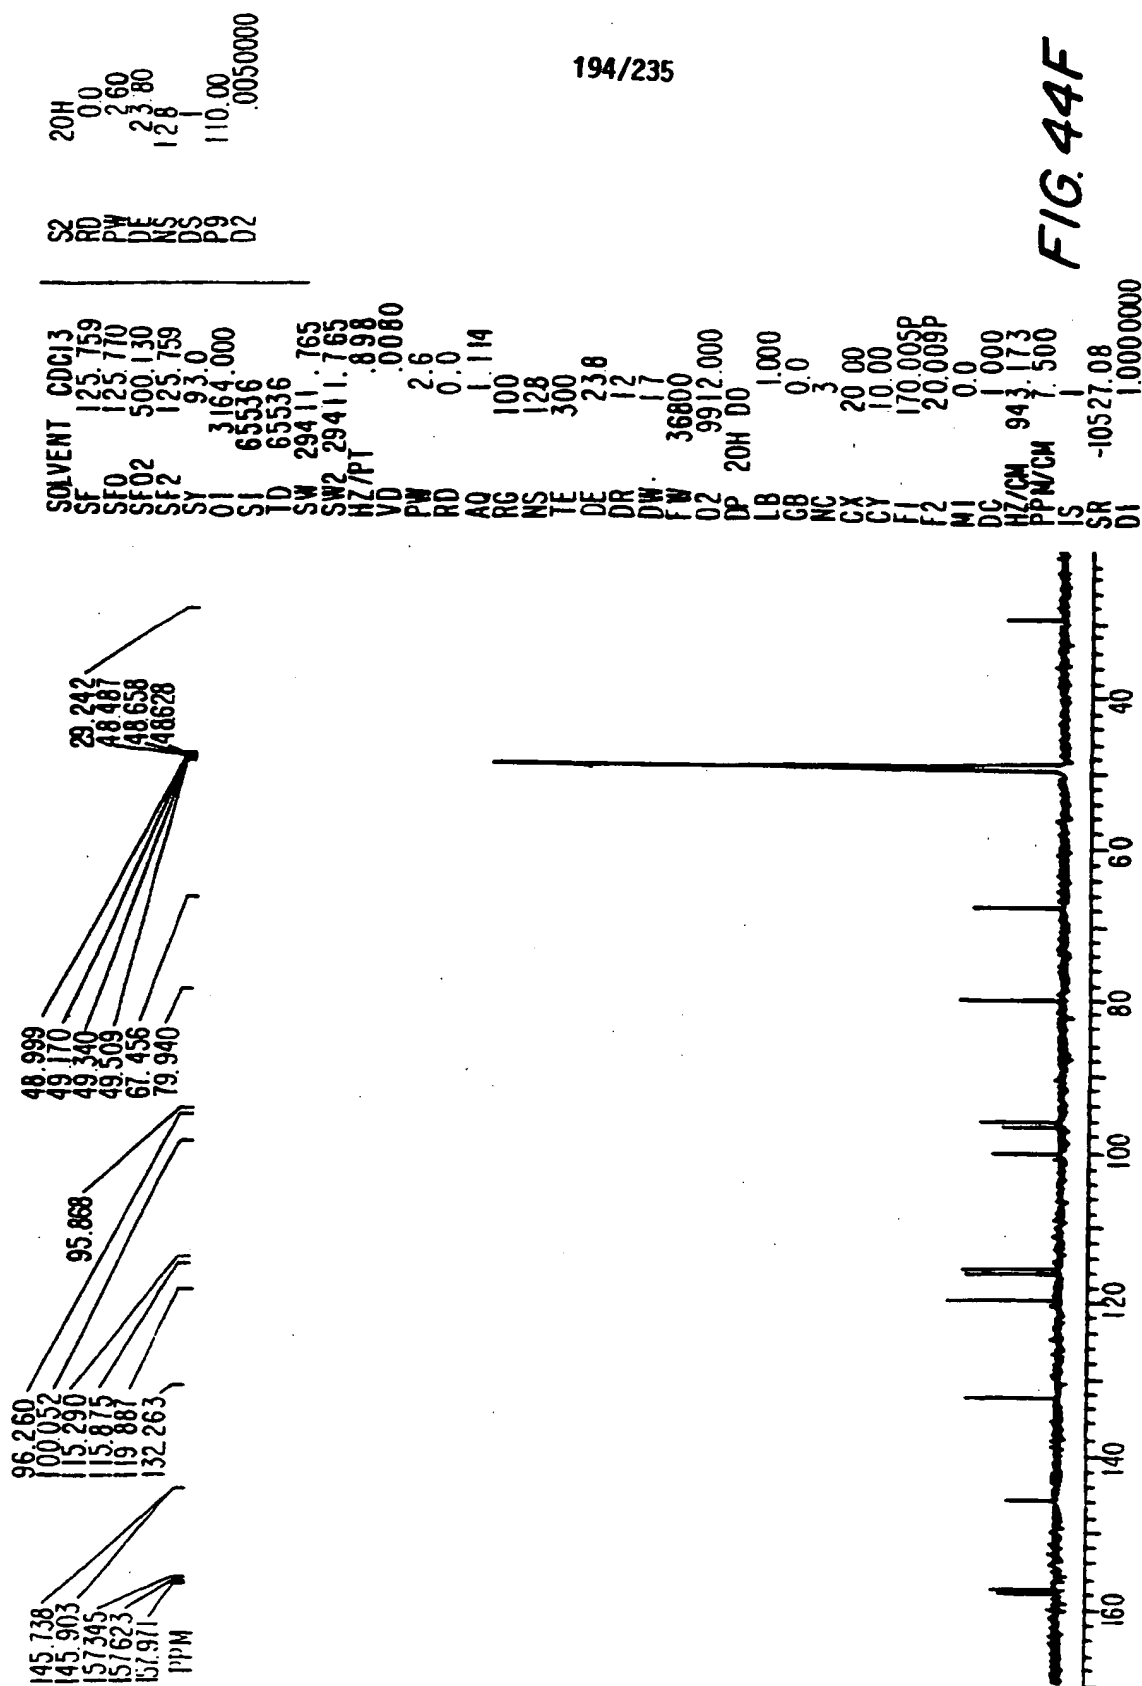 194/235
FIG. 44F
145.738
145.903
157345
157623
157.971
PPM
96.260
100.052
115.290
115.875
119.887
132.263
95.868
48.999
49.170
49.340
49.509
67.456
79.940
29.242
48.487
48.658
48.628
160
140
120
100
80
60
40
SOLVENT CDCl3
SF 125.759
SFO 125.770
SFO2 500.130
SF2 125.759
SY 93.0
O1 3164.000
SI 65536
TD 65536
SW 29411.765
SW2 29411.765
HZ/PT .898
VD .0080
PW 2.6
RD 0.0
AQ 1.114
RG 100
NS 128
TE 300
DE 23.8
DR 12
DW 17
FW 36800
O2 9912.000
DP 20H DO
LB 1.000
GB 0.0
NC 3
CX 20.00
CY 10.00
F1 170.005P
F2 20.009P
MI 0.0
DC 1.000
HZ/CM 943.173
PPM/CM 7.500
IS 1
SR -10527.08
D1 1.0000000
S2 20H
RD 0.0
PW 2.60
DE 23.80
NS 128
DS 1
P9 110.00
D2 .0050000